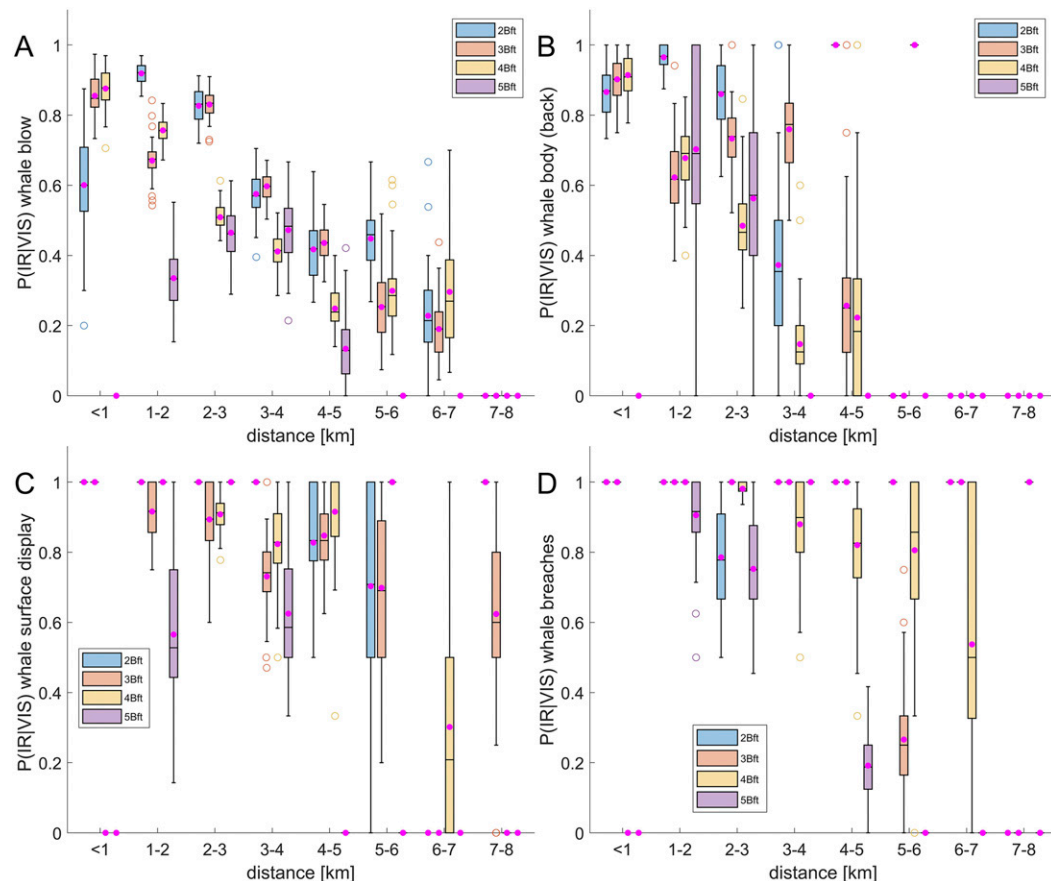 A
P(IR|VIS) whale blow
1
0.8
0.6
0.4
0.2
0
2Bft
3Bft
4Bft
5Bft
<1 1-2 2-3 3-4 4-5 5-6 6-7 7-8
distance [km]
B
P(IR|VIS) whale body (back)
1
0.8
0.6
0.4
0.2
0
2Bft
3Bft
4Bft
5Bft
<1 1-2 2-3 3-4 4-5 5-6 6-7 7-8
distance [km]
C
P(IR|VIS) whale surface display
1
0.8
0.6
0.4
0.2
0
2Bft
3Bft
4Bft
5Bft
<1 1-2 2-3 3-4 4-5 5-6 6-7 7-8
distance [km]
D
P(IR|VIS) whale breaches
1
0.8
0.6
0.4
0.2
0
2Bft
3Bft
4Bft
5Bft
<1 1-2 2-3 3-4 4-5 5-6 6-7 7-8
distance [km]